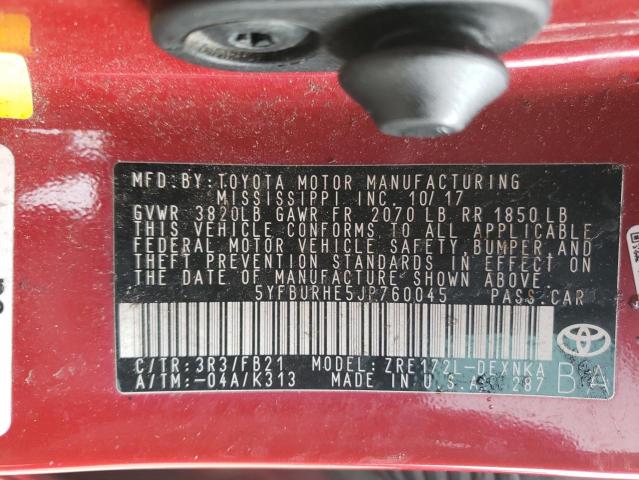 MFD.BY:TOYOTA MOTOR MANUFACTURING
MISSISSIPPI INC. 10/17
GVWR 3820LB GAWR FR 2070 LB RR 1850LB
THIS VEHICLE CONFORMS TO ALL APPLICABLE
FEDERAL MOTOR VEHICLE SAFETY, BUMPER AND
THEFT PREVENTION STANDARDS IN EFFECT ON
THE DATE OF MANUFACTURE SHOWN ABOVE.
5YFBURHE5JP760045 PASS.CAR
C/TR: 3R3/FB21 MODEL: ZRE172L-DEXNKA
A/TM:-04A/K313 MADE IN U.S.A. 287 BA